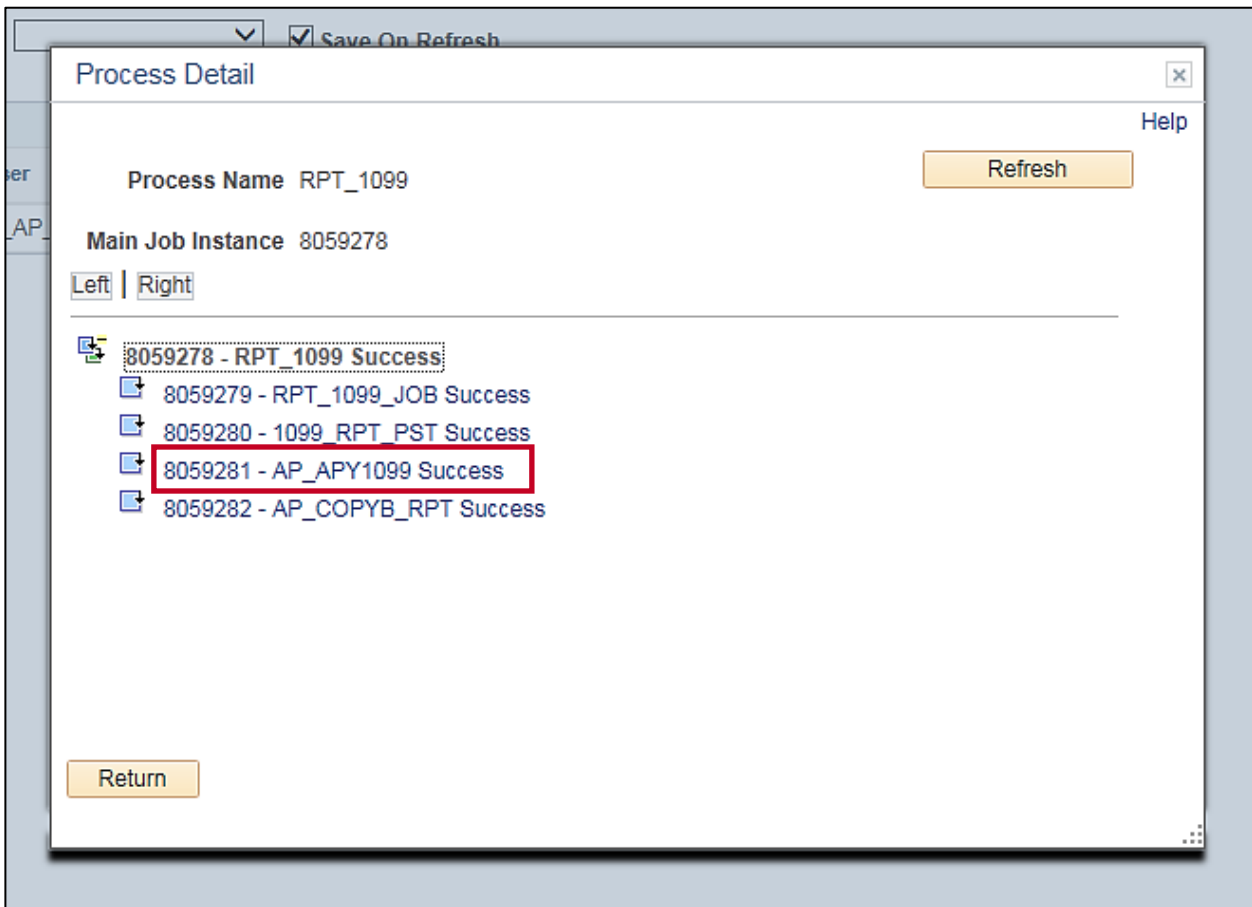 Save On Refresh
Process Detail
Help
ser
Process Name RPT_1099
Refresh
_AP_
Main Job Instance 8059278
Left | Right
8059278 - RPT_1099 Success
8059279 - RPT_1099_JOB Success
8059280 - 1099_RPT_PST Success
8059281 - AP_APY1099 Success
8059282 - AP_COPYB_RPT Success
Return